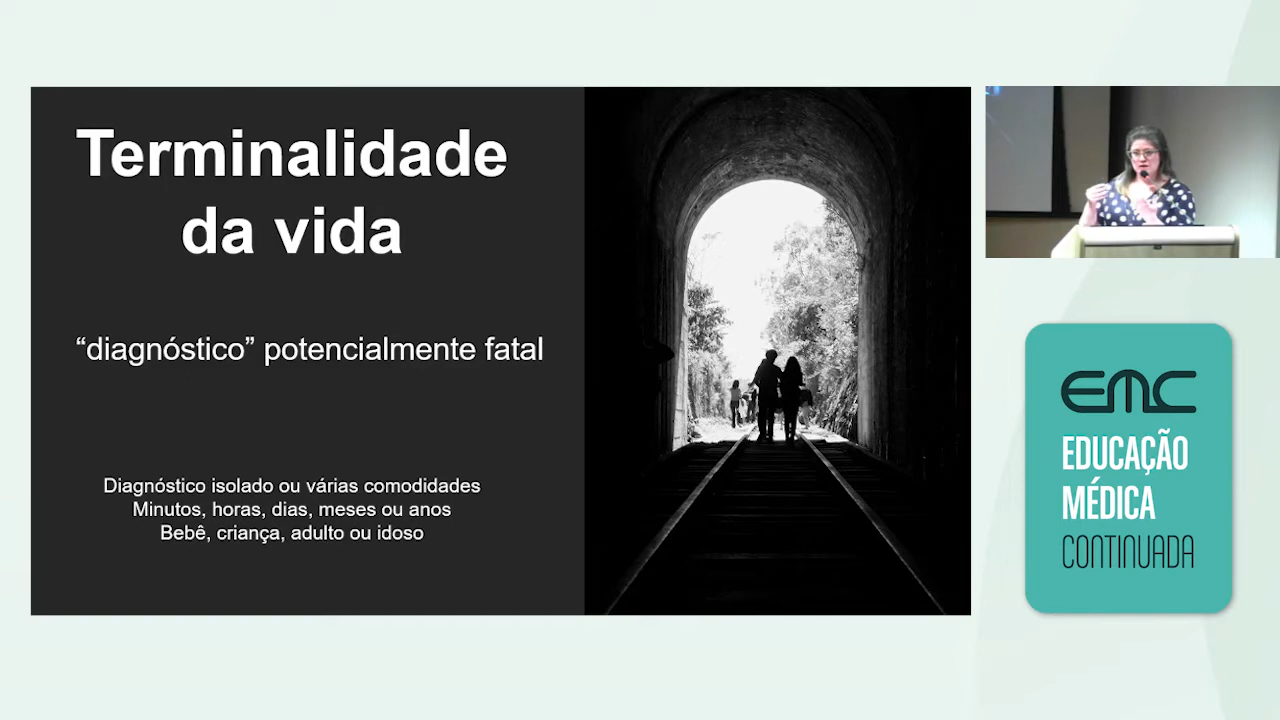 Terminalidade
da vida
“diagnóstico” potencialmente fatal
Diagnóstico isolado ou várias comodidades
Minutos, horas, dias, meses ou anos
Bebê, criança, adulto ou idoso
EMC
EDUCAÇÃO
MÉDICA
CONTINUADA